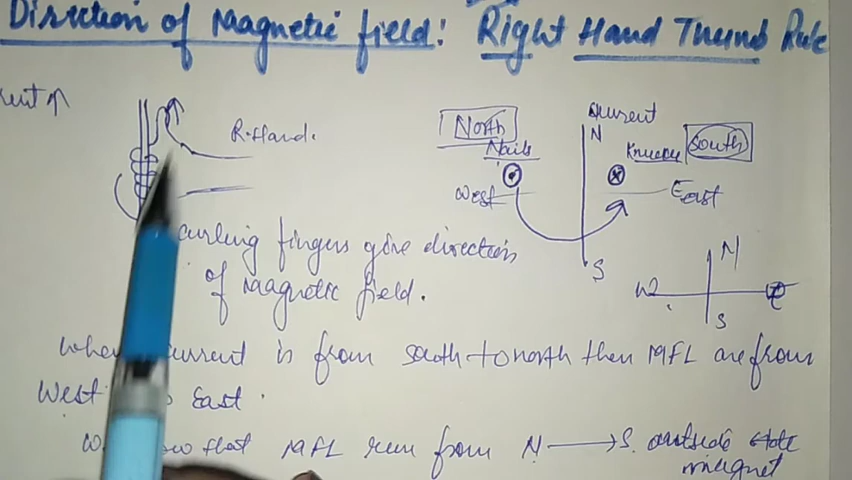 Direction of Magnetic field: Right Hand Thumb Rule
R.Hand.
Current
North
N
Nails
Knuckle
South
West
East
curling fingers give direction
of Magnetic field.
S
N
W
E
S
when current is from south to north then MFL are from
West East.
that MFL run from N → S. outside
magnet